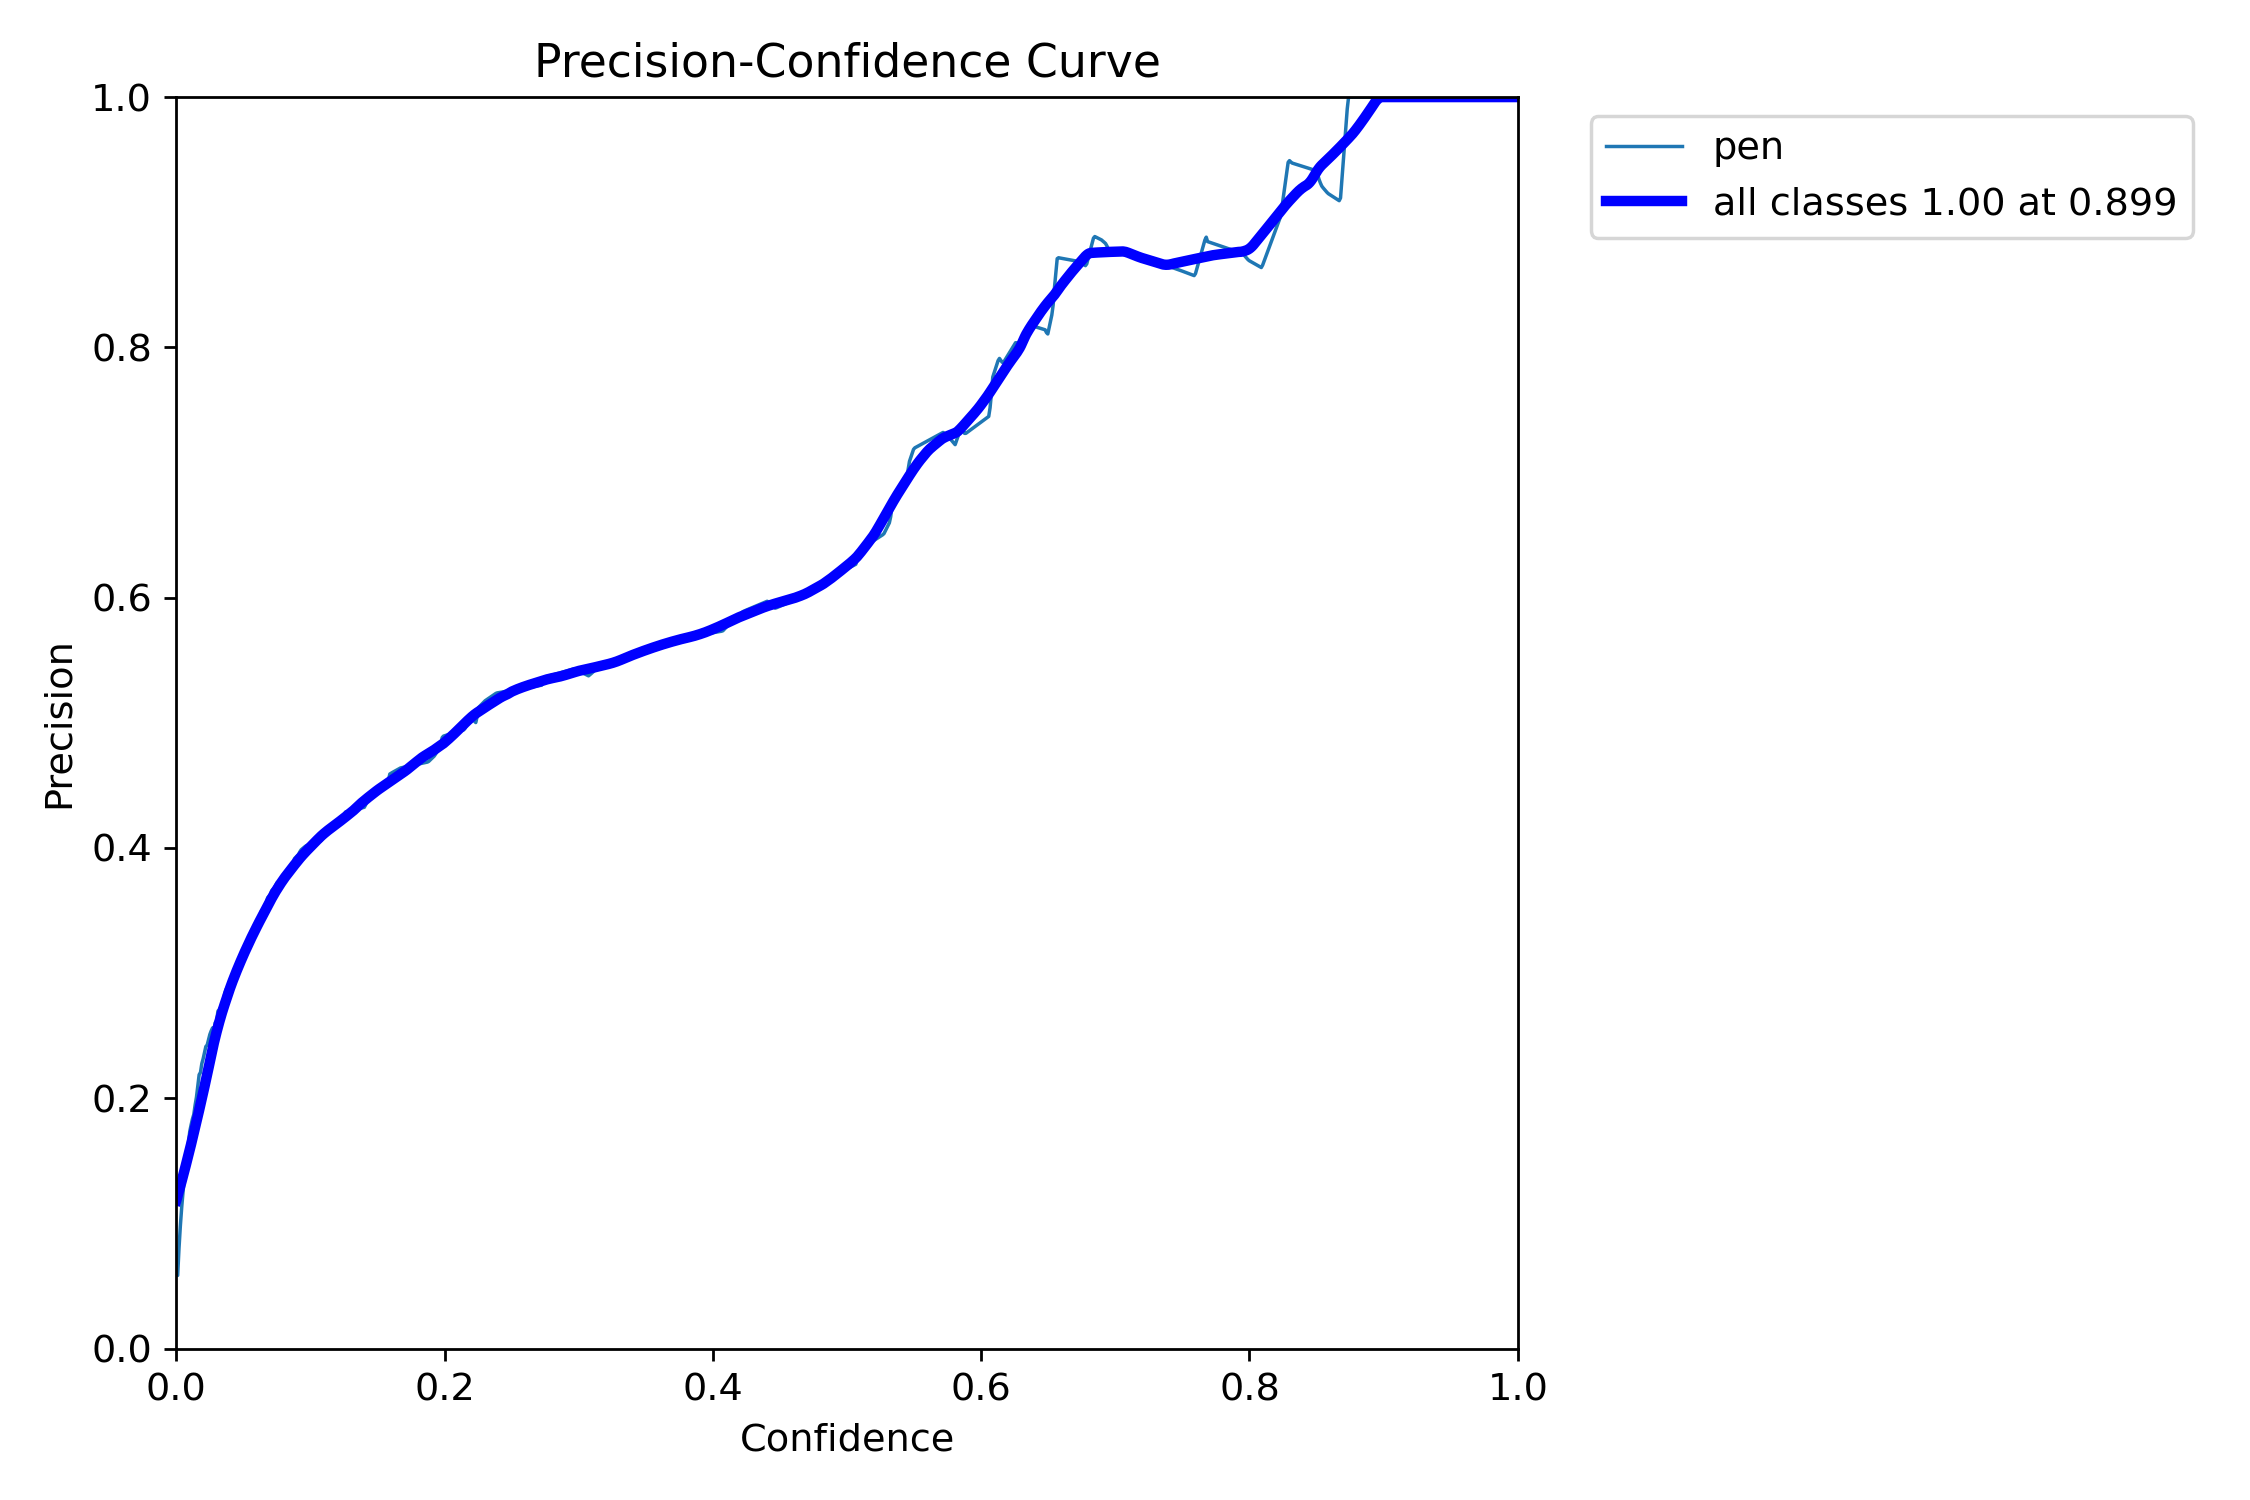 Precision-Confidence Curve
1.0
0.8
0.6
0.4
0.2
0.0
Precision
0.0 0.2 0.4 0.6 0.8 1.0
Confidence
pen
all classes 1.00 at 0.899